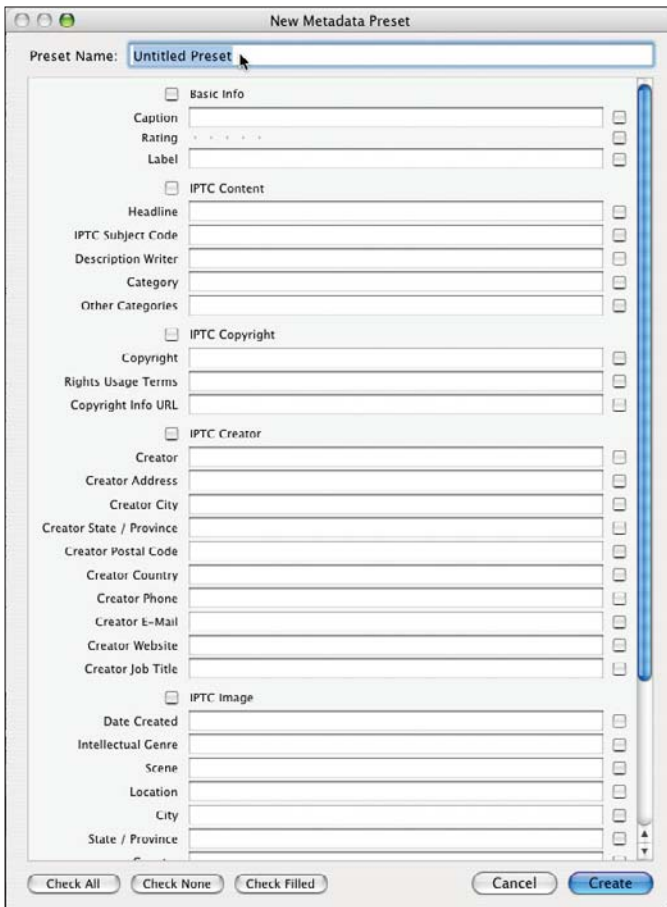 New Metadata Preset
Preset Name: Untitled Preset
Basic Info
Caption
Rating
Label
IPTC Content
Headline
IPTC Subject Code
Description Writer
Category
Other Categories
IPTC Copyright
Copyright
Rights Usage Terms
Copyright Info URL
IPTC Creator
Creator
Creator Address
Creator City
Creator State / Province
Creator Postal Code
Creator Country
Creator Phone
Creator E-Mail
Creator Website
Creator Job Title
IPTC Image
Date Created
Intellectual Genre
Scene
Location
City
State / Province
Check All Check None Check Filled Cancel Create